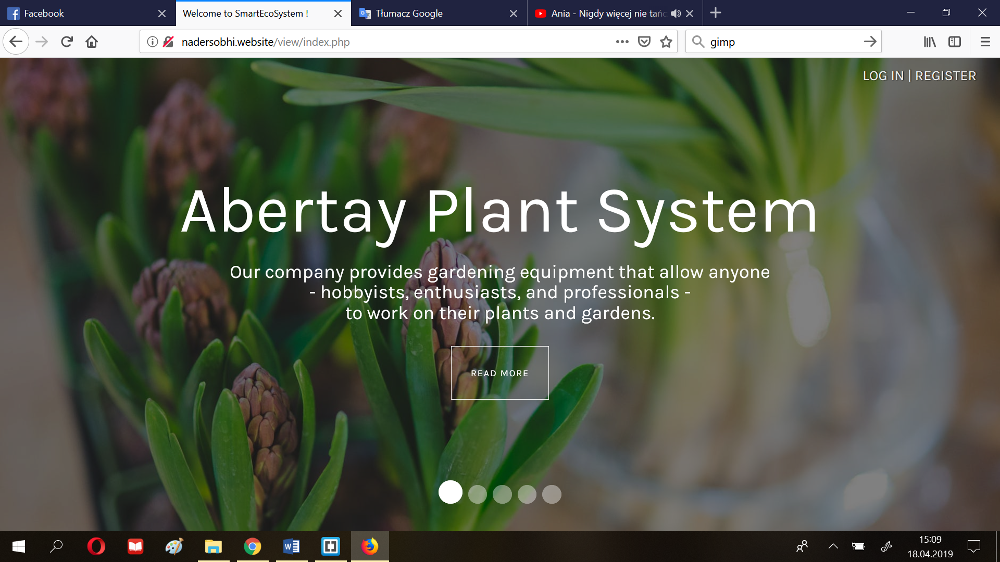 Facebook
Welcome to SmartEcoSystem !
Tłumacz Google
Ania - Nigdy więcej nie tańc
nadersobhi.website/view/index.php
gimp
LOG IN | REGISTER
Abertay Plant System
Our company provides gardening equipment that allow anyone
- hobbyists, enthusiasts, and professionals -
to work on their plants and gardens.
READ MORE
15:09
18.04.2019